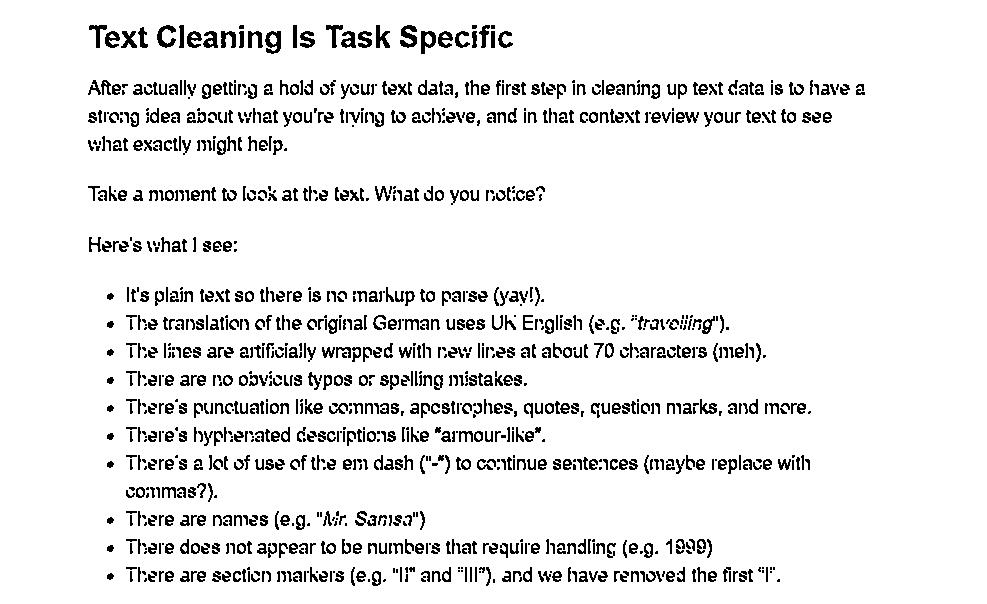 Text Cleaning Is Task Specific
After actually getting a hold of your text data, the first step in cleaning up text data is to have a
strong idea about what you're trying to achieve, and in that context review your text to see
what exactly might help.
Take a moment to look at the text. What do you notice?
Here's what I see:
• It's plain text so there is no markup to parse (yay!).
• The translation of the original German uses UK English (e.g. "travelling").
• The lines are artificially wrapped with new lines at about 70 characters (meh).
• There are no obvious typos or spelling mistakes.
• There's punctuation like commas, apostrophes, quotes, question marks, and more.
• There's hyphenated descriptions like "armour-like".
• There's a lot of use of the em dash ("-") to continue sentences (maybe replace with
commas?).
• There are names (e.g. "Mr. Samsa")
• There does not appear to be numbers that require handling (e.g. 1999)
• There are section markers (e.g. "II" and "III"), and we have removed the first "I".